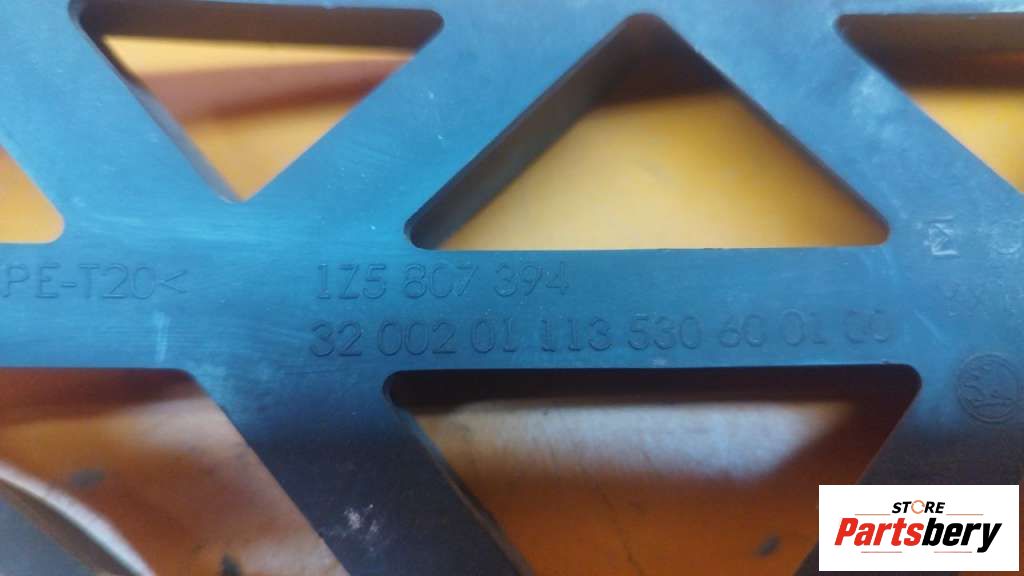 PE-T20< 1Z5 807 394
32 002 01 113 530 60 01 00
STORE
Partsbery